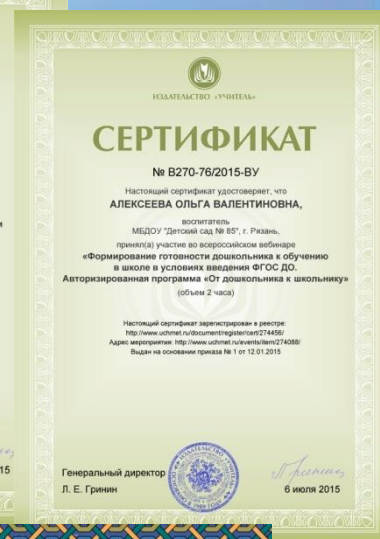 ИЗДАТЕЛЬСТВО «УЧИТЕЛЬ»
СЕРТИФИКАТ
№ В270-76/2015-ВУ
Настоящий сертификат удостоверяет, что
АЛЕКСЕЕВА ОЛЬГА ВАЛЕНТИНОВНА,
воспитатель
МБДОУ "Детский сад № 85", г. Рязань,
принял(а) участие во всероссийском вебинаре
«Формирование готовности дошкольника к обучению
в школе в условиях введения ФГОС ДО.
Авторизированная программа «От дошкольника к школьнику»
(объем 2 часа)
Настоящий сертификат зарегистрирован в реестре:
http://www.uchmet.ru/document/register/cert/274456/
Адрес мероприятия: http://www.uchmet.ru/events/item/274088/
Выдан на основании приказа № 1 от 12.01.2015
Генеральный директор
Л. Е. Гринин
6 июля 2015
15